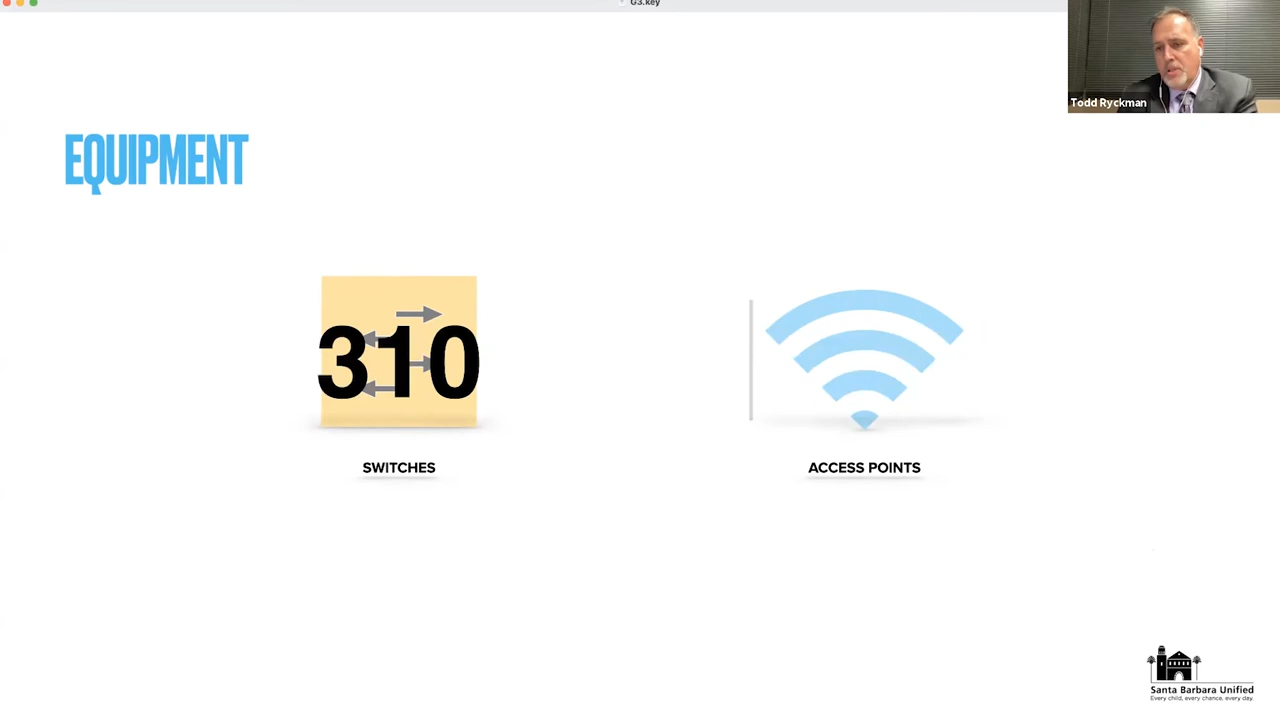 G3.key
Todd Ryckman
EQUIPMENT
310
SWITCHES
ACCESS POINTS
Santa Barbara Unified
Every child, every chance, every day.